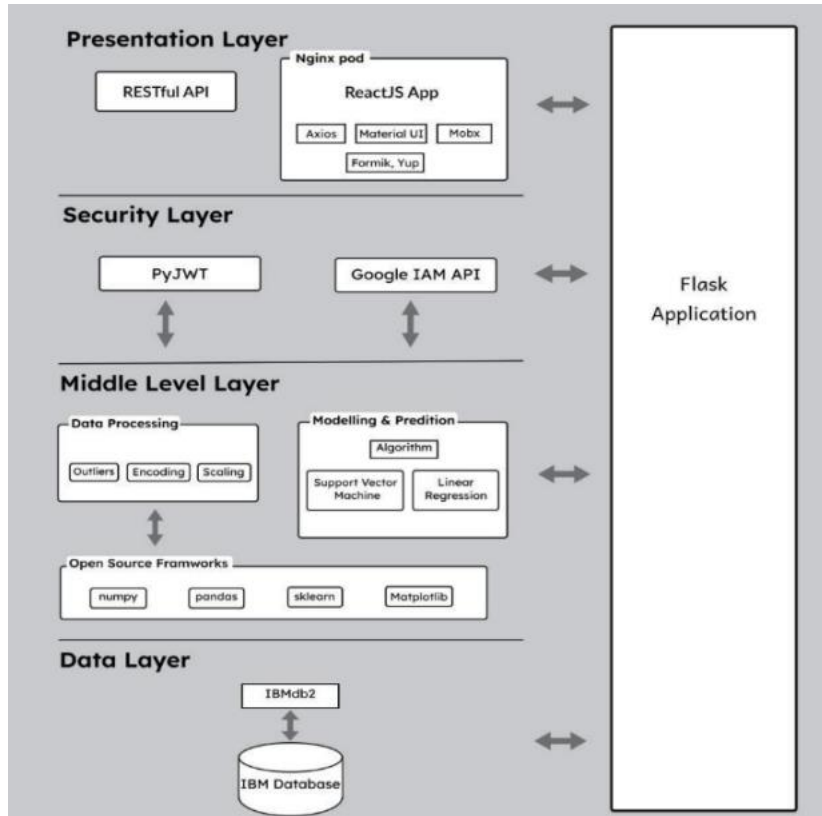 Presentation Layer
RESTful API
Nginx pod
ReactJS App
Axios
Material UI
Mobx
Formik, Yup
Security Layer
PyJWT
Google IAM API
Flask
Application
Middle Level Layer
Data Processing
Outliers
Encoding
Scaling
Modelling & Predition
Algorithm
Support Vector
Machine
Linear
Regression
Open Source Framworks
numpy
pandas
sklearn
Matplotlib
Data Layer
IBMdb2
IBM Database